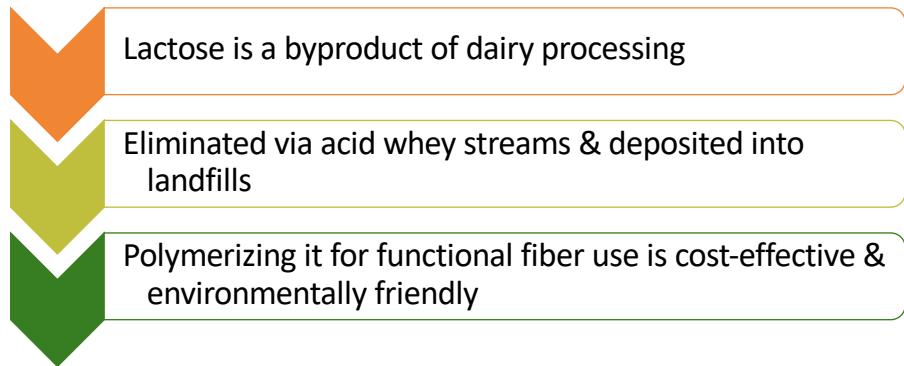 Lactose is a byproduct of dairy processing
Eliminated via acid whey streams & deposited into
landfills
Polymerizing it for functional fiber use is cost-effective &
environmentally friendly